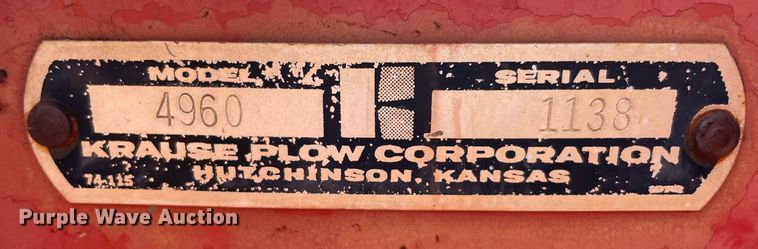 MODEL SERIAL
4960 1138
KRAUSE PLOW CORPORATION
74-115 HUTCHINSON, KANSAS
Purple Wave Auction